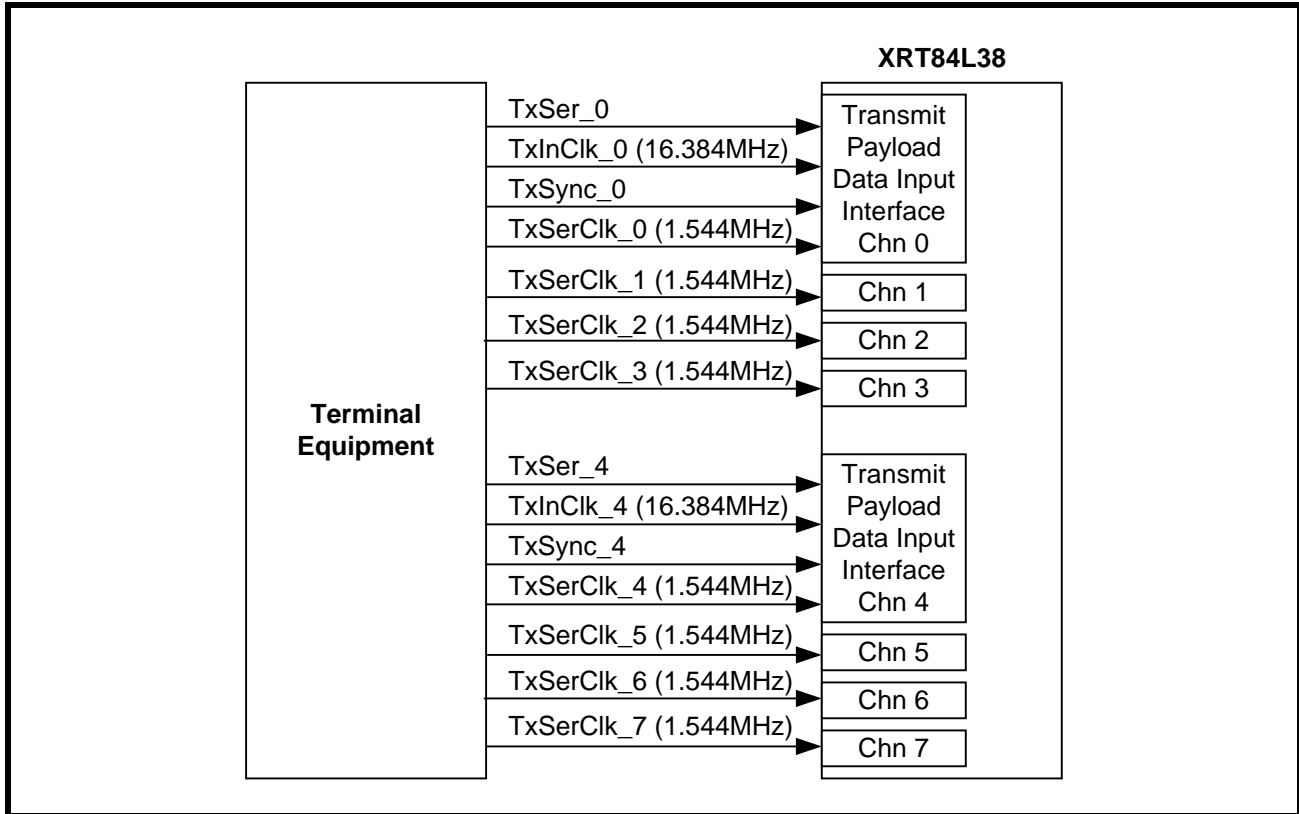 XRT84L38
TxSer_0
TxInClk_0 (16.384MHz)
TxSync_0
TxSerClk_0 (1.544MHz)
TxSerClk_1 (1.544MHz)
TxSerClk_2 (1.544MHz)
TxSerClk_3 (1.544MHz)
Transmit
Payload
Data Input
Interface
Chn 0
Chn 1
Chn 2
Chn 3
Terminal
Equipment
TxSer_4
TxInClk_4 (16.384MHz)
TxSync_4
TxSerClk_4 (1.544MHz)
TxSerClk_5 (1.544MHz)
TxSerClk_6 (1.544MHz)
TxSerClk_7 (1.544MHz)
Transmit
Payload
Data Input
Interface
Chn 4
Chn 5
Chn 6
Chn 7